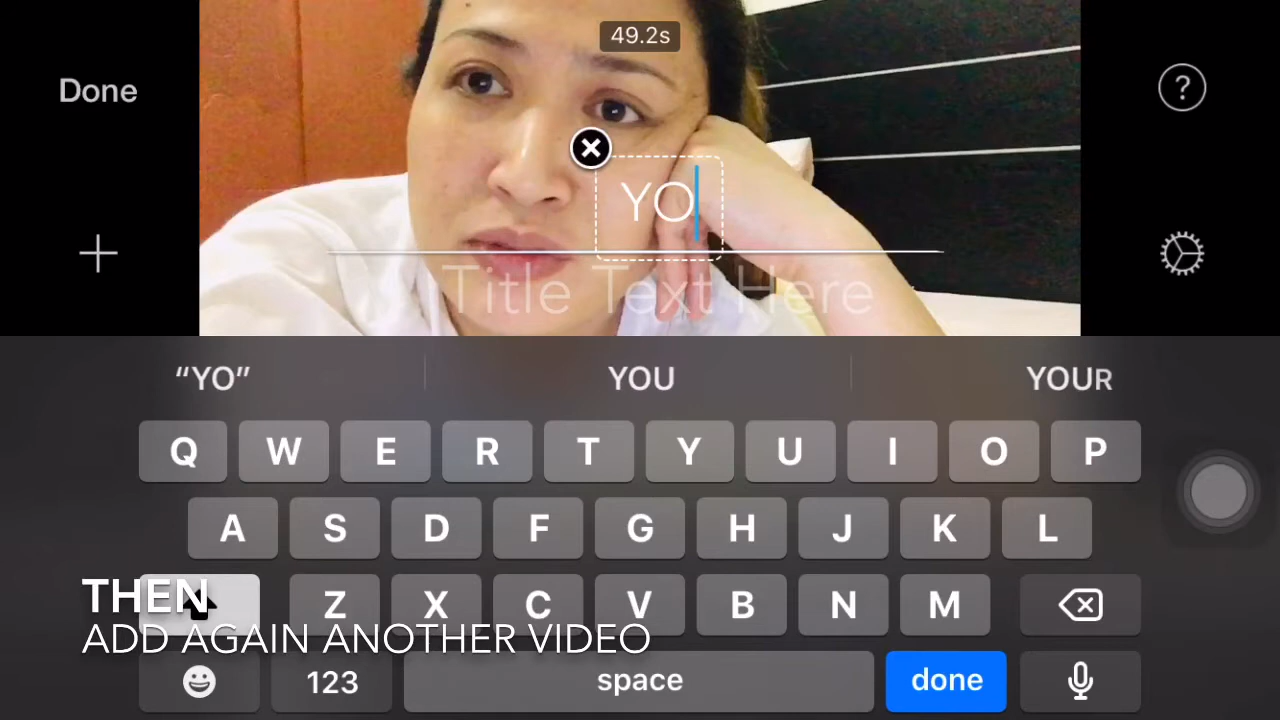 49.2s
Done
?
YO
Title Text Here
“YO” YOU YOUR
Q W E R T Y U I O P
A S D F G H J K L
THEN
Z X C V B N M
ADD AGAIN ANOTHER VIDEO
123 space done